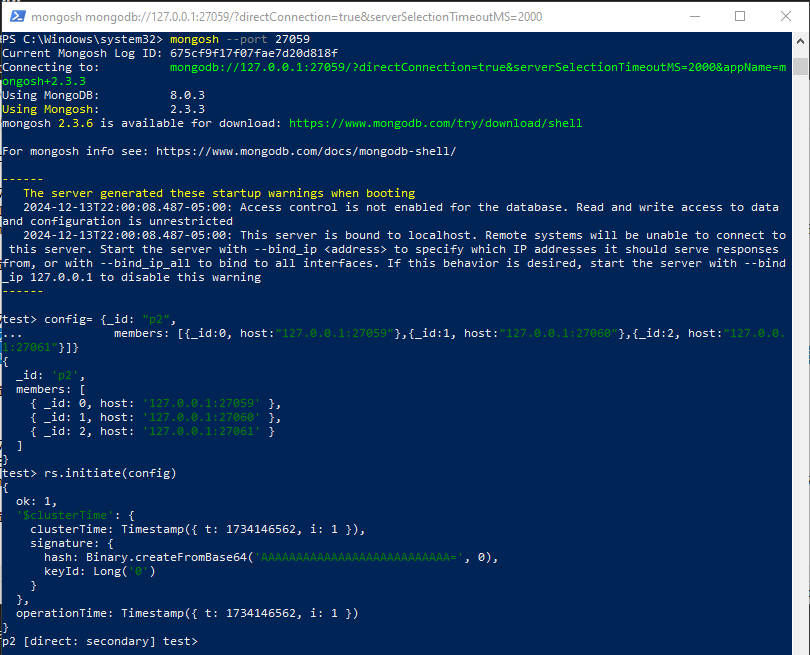 mongosh mongodb://127.0.0.1:27059/?directConnection=true&serverSelectionTimeoutMS=2000
PS C:\Windows\system32> mongosh --port 27059
Current Mongosh Log ID: 675cf9f17f07fae7d20d818f
Connecting to:          mongodb://127.0.0.1:27059/?directConnection=true&serverSelectionTimeoutMS=2000&appName=m
ongosh+2.3.3
Using MongoDB:          8.0.3
Using Mongosh:          2.3.3
mongosh 2.3.6 is available for download: https://www.mongodb.com/try/download/shell

For mongosh info see: https://www.mongodb.com/docs/mongodb-shell/

------
   The server generated these startup warnings when booting
   2024-12-13T22:00:08.487-05:00: Access control is not enabled for the database. Read and write access to data
and configuration is unrestricted
   2024-12-13T22:00:08.487-05:00: This server is bound to localhost. Remote systems will be unable to connect to
this server. Start the server with --bind_ip <address> to specify which IP addresses it should serve responses
from, or with --bind_ip_all to bind to all interfaces. If this behavior is desired, start the server with --bind
_ip 127.0.0.1 to disable this warning
------

test> config= {_id: "p2",
...             members: [{_id:0, host:"127.0.0.1:27059"},{_id:1, host:"127.0.0.1:27060"},{_id:2, host:"127.0.0.
1:27061"}]}
{
  _id: 'p2',
  members: [
    { _id: 0, host: '127.0.0.1:27059' },
    { _id: 1, host: '127.0.0.1:27060' },
    { _id: 2, host: '127.0.0.1:27061' }
  ]
}
test> rs.initiate(config)
{
  ok: 1,
  '$clusterTime': {
    clusterTime: Timestamp({ t: 1734146562, i: 1 }),
    signature: {
      hash: Binary.createFromBase64('AAAAAAAAAAAAAAAAAAAAAAAAAAA=', 0),
      keyId: Long('0')
    }
  },
  operationTime: Timestamp({ t: 1734146562, i: 1 })
}
p2 [direct: secondary] test>